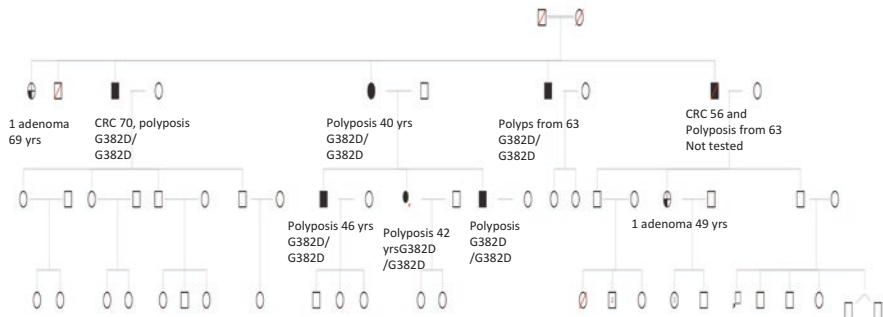 1 adenoma
69 yrs
CRC 70, polyposis
G382D/
G382D
Polyposis 40 yrs
G382D/
G382D
Polyps from 63
G382D/
G382D
CRC 56 and
Polyposis from 63
Not tested
Polyposis 46 yrs
G382D/
G382D
Polyposis 42
yrsG382D
/G382D
Polyposis
G382D
/G382D
1 adenoma 49 yrs